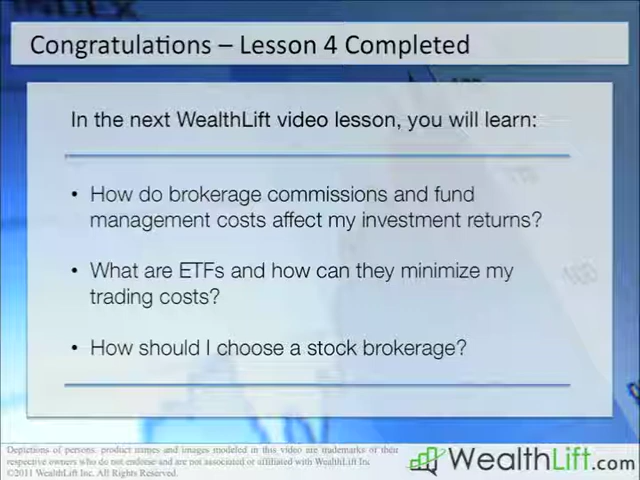 Congratulations – Lesson 4 Completed
In the next WealthLift video lesson, you will learn:
• How do brokerage commissions and fund
management costs affect my investment returns?
• What are ETFs and how can they minimize my
trading costs?
• How should I choose a stock brokerage?
Depictions of persons, product names and images modeled in this video are trademarks of their
respective owners who do not endorse and are not associated or affiliated with WealthLift Inc
©2011 WealthLift Inc. All Rights Reserved.
WealthLift.com